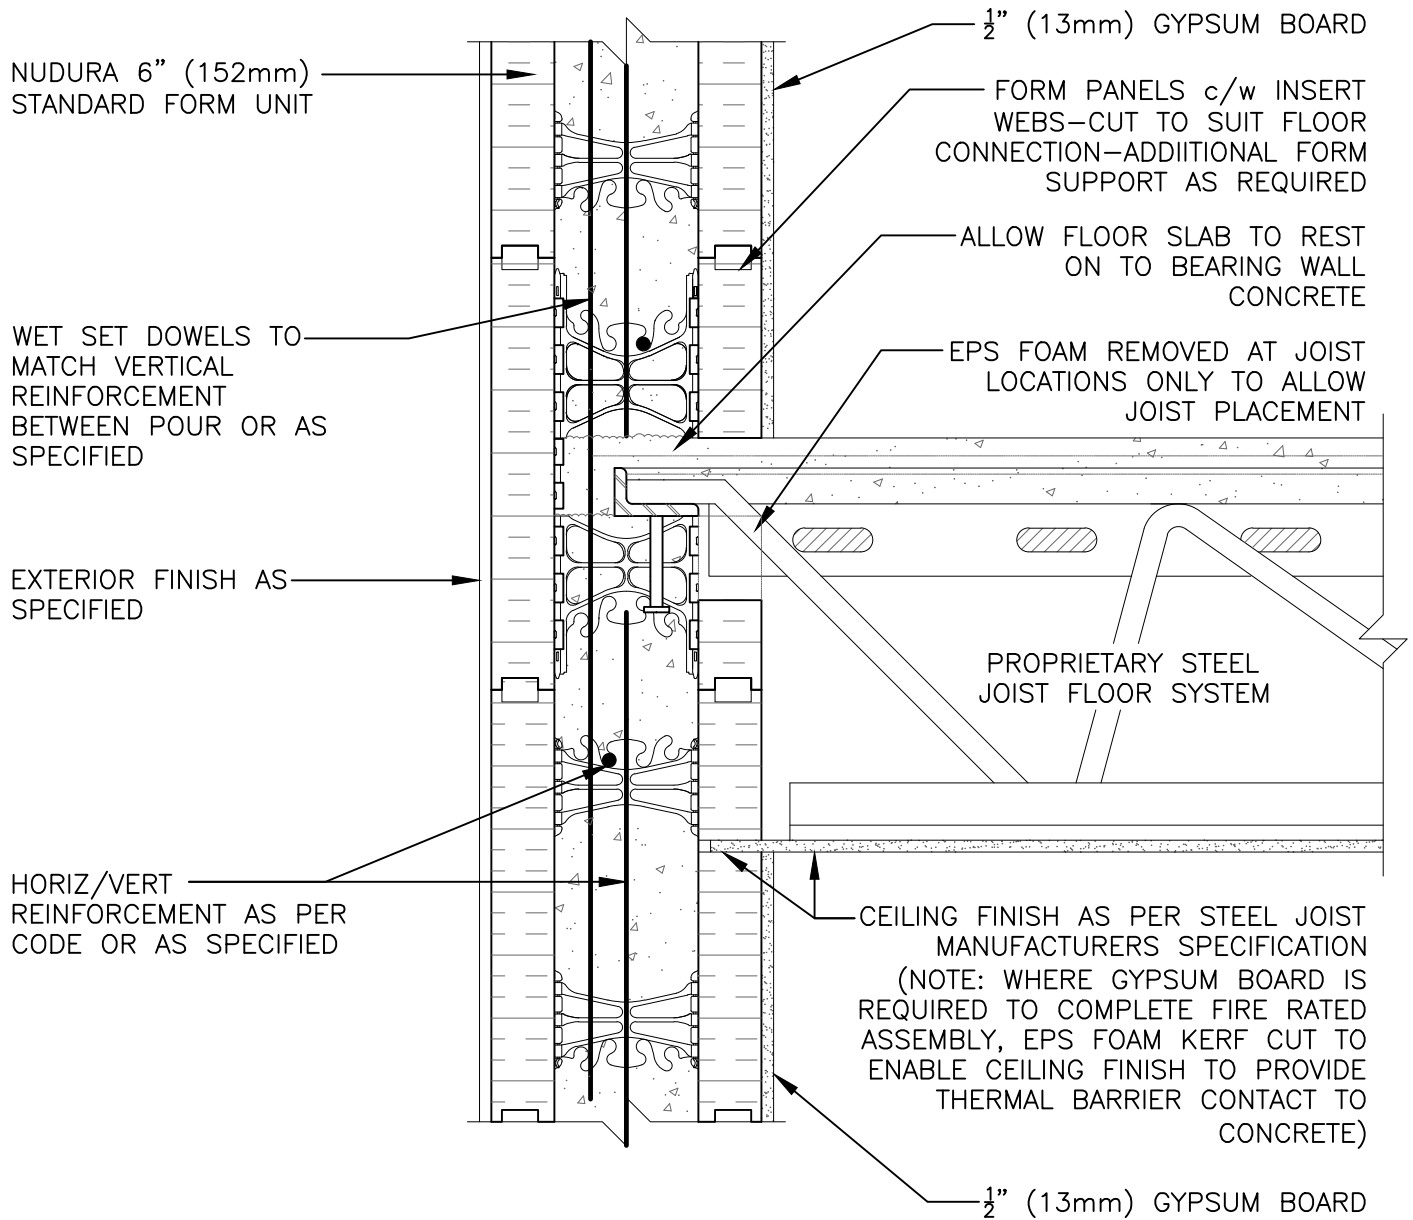 NUDURA 6" (152mm)
STANDARD FORM UNIT
WET SET DOWELS TO
MATCH VERTICAL
REINFORCEMENT
BETWEEN POUR OR AS
SPECIFIED
EXTERIOR FINISH AS
SPECIFIED
HORIZ/VERT
REINFORCEMENT AS PER
CODE OR AS SPECIFIED
½" (13mm) GYPSUM BOARD
FORM PANELS c/w INSERT
WEBS-CUT TO SUIT FLOOR
CONNECTION-ADDIITIONAL FORM
SUPPORT AS REQUIRED
ALLOW FLOOR SLAB TO REST
ON TO BEARING WALL
CONCRETE
EPS FOAM REMOVED AT JOIST
LOCATIONS ONLY TO ALLOW
JOIST PLACEMENT
PROPRIETARY STEEL
JOIST FLOOR SYSTEM
CEILING FINISH AS PER STEEL JOIST
MANUFACTURERS SPECIFICATION
(NOTE: WHERE GYPSUM BOARD IS
REQUIRED TO COMPLETE FIRE RATED
ASSEMBLY, EPS FOAM KERF CUT TO
ENABLE CEILING FINISH TO PROVIDE
THERMAL BARRIER CONTACT TO
CONCRETE)
½" (13mm) GYPSUM BOARD